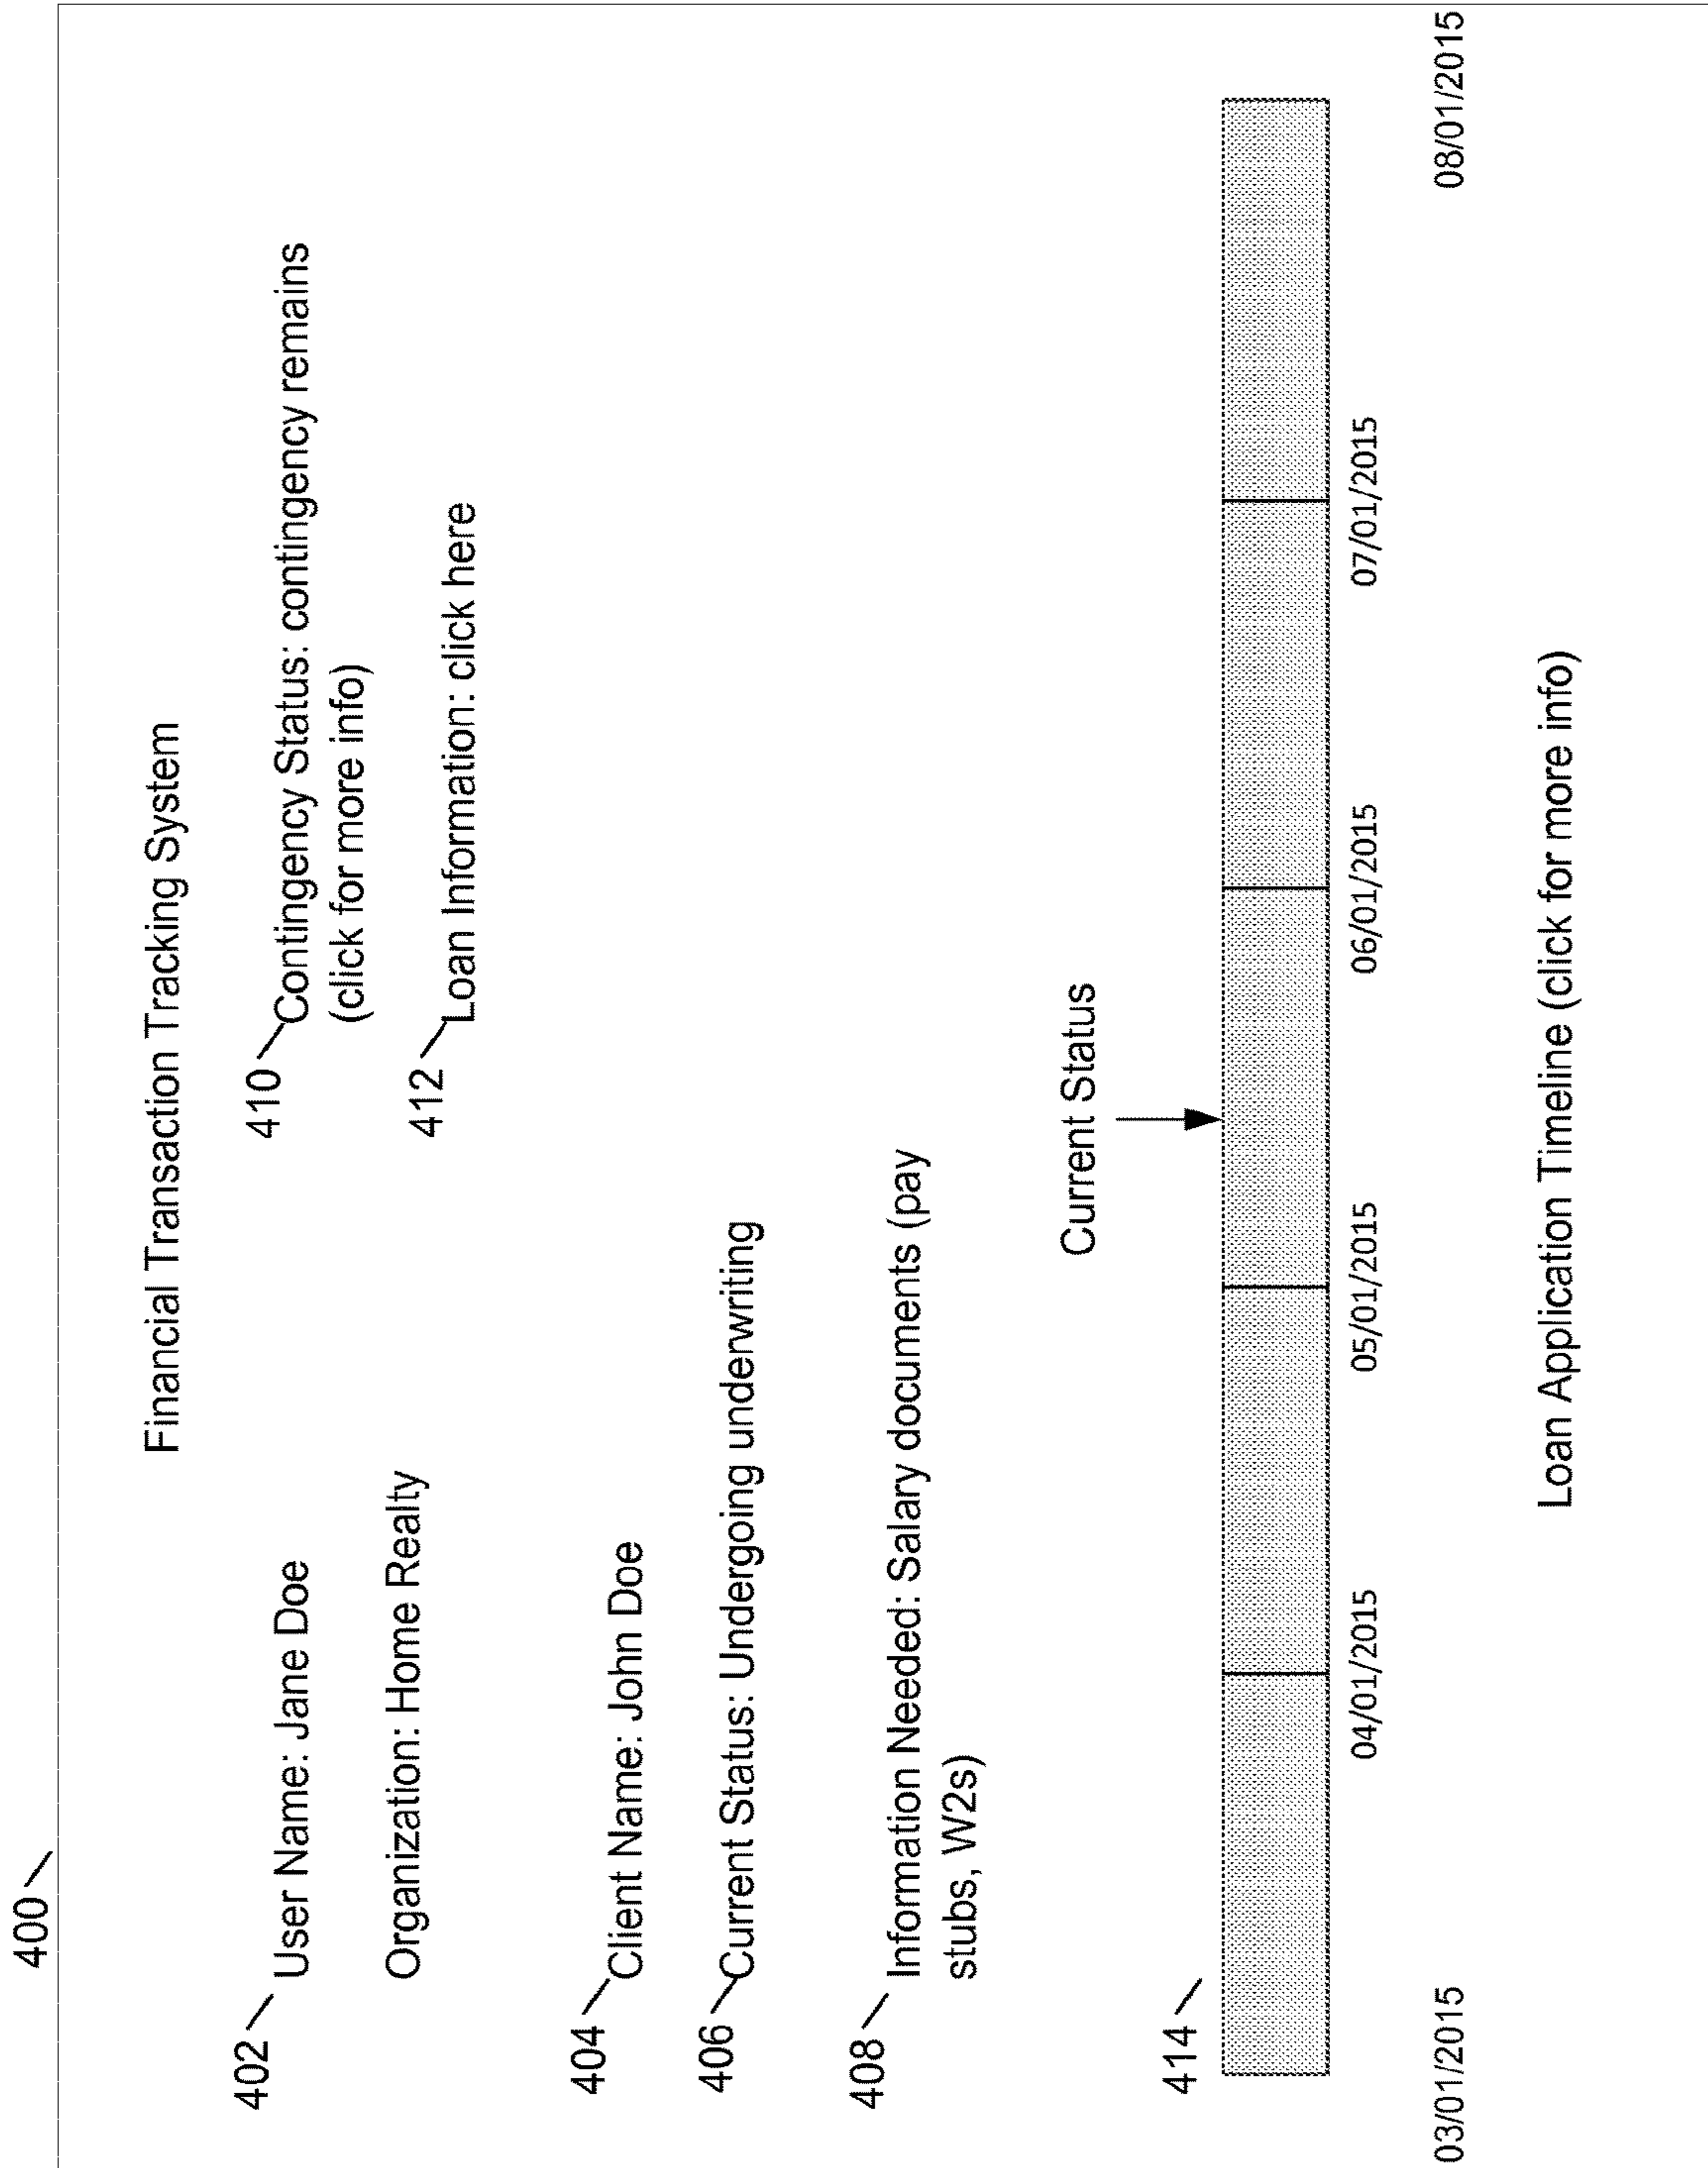 400
Financial Transaction Tracking System
402
User Name: Jane Doe
Organization: Home Realty
410
Contingency Status: contingency remains
(click for more info)
412
Loan Information: click here
404
Client Name: John Doe
406
Current Status: Undergoing underwriting
408
Information Needed: Salary documents (pay
stubs, W2s)
Current Status
414
04/01/2015
05/01/2015
06/01/2015
07/01/2015
03/01/2015
08/01/2015
Loan Application Timeline (click for more info)